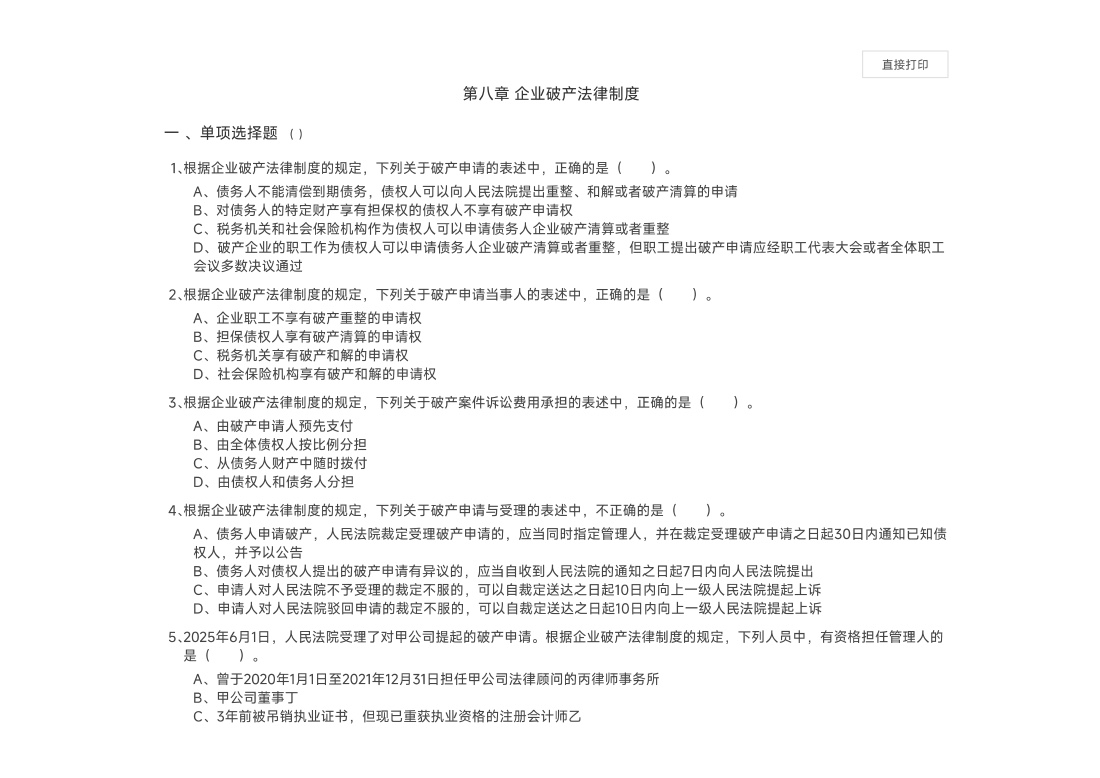 直接打印
第八章 企业破产法律制度
一 、单项选择题 （ ）
1、根据企业破产法律制度的规定，下列关于破产申请的表述中，正确的是（　　）。
A、债务人不能清偿到期债务，债权人可以向人民法院提出重整、和解或者破产清算的申请
B、对债务人的特定财产享有担保权的债权人不享有破产申请权
C、税务机关和社会保险机构作为债权人可以申请债务人企业破产清算或者重整
D、破产企业的职工作为债权人可以申请债务人企业破产清算或者重整，但职工提出破产申请应经职工代表大会或者全体职工
会议多数决议通过
2、根据企业破产法律制度的规定，下列关于破产申请当事人的表述中，正确的是（　　）。
A、企业职工不享有破产重整的申请权
B、担保债权人享有破产清算的申请权
C、税务机关享有破产和解的申请权
D、社会保险机构享有破产和解的申请权
3、根据企业破产法律制度的规定，下列关于破产案件诉讼费用承担的表述中，正确的是（　　）。
A、由破产申请人预先支付
B、由全体债权人按比例分担
C、从债务人财产中随时拨付
D、由债权人和债务人分担
4、根据企业破产法律制度的规定，下列关于破产申请与受理的表述中，不正确的是（　　）。
A、债务人申请破产，人民法院裁定受理破产申请的，应当同时指定管理人，并在裁定受理破产申请之日起30日内通知已知债
权人，并予以公告
B、债务人对债权人提出的破产申请有异议的，应当自收到人民法院的通知之日起7日内向人民法院提出
C、申请人对人民法院不予受理的裁定不服的，可以自裁定送达之日起10日内向上一级人民法院提起上诉
D、申请人对人民法院驳回申请的裁定不服的，可以自裁定送达之日起10日内向上一级人民法院提起上诉
5、2025年6月1日，人民法院受理了对甲公司提起的破产申请。根据企业破产法律制度的规定，下列人员中，有资格担任管理人的
是（　　）。
A、曾于2020年1月1日至2021年12月31日担任甲公司法律顾问的丙律师事务所
B、甲公司董事丁
C、3年前被吊销执业证书，但现已重获执业资格的注册会计师乙